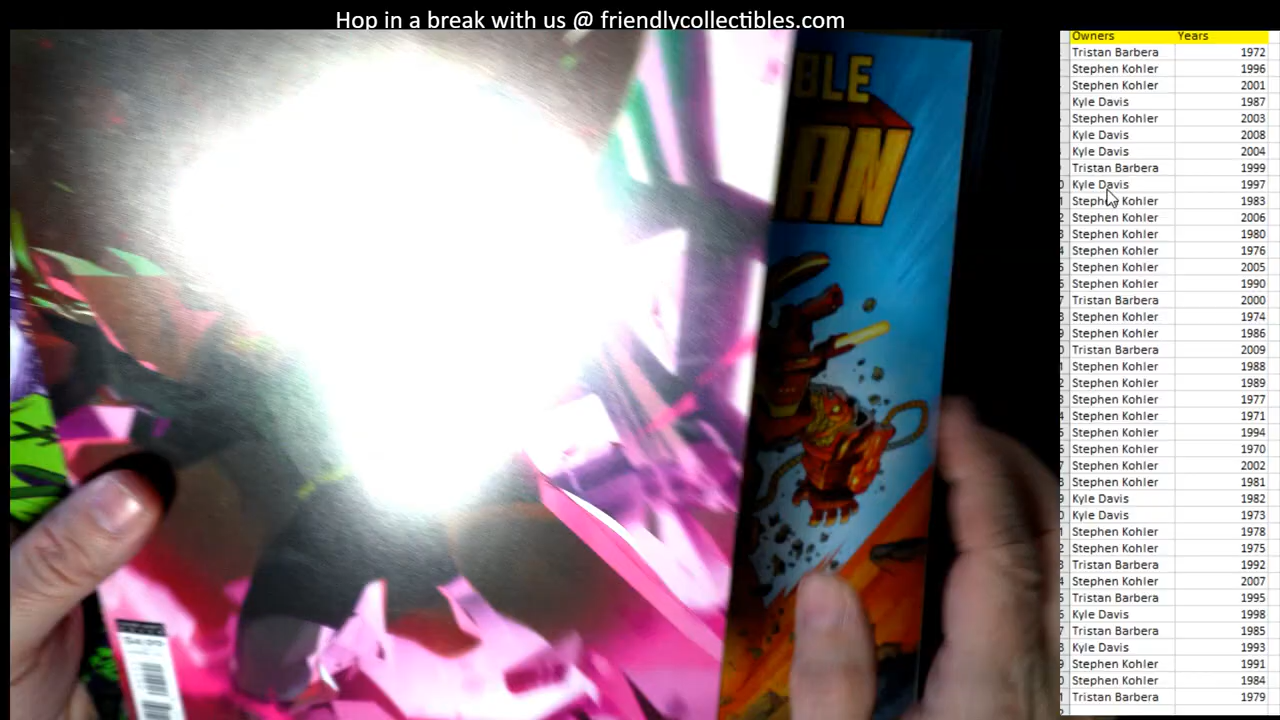 Hop in a break with us @ friendlycollectibles.com
Owners Years
Tristan Barbera 1972
Stephen Kohler 1996
Stephen Kohler 2001
Kyle Davis 1987
Stephen Kohler 2003
Kyle Davis 2008
Kyle Davis 2004
Tristan Barbera 1999
Kyle Davis 1997
Stephen Kohler 1983
Stephen Kohler 2006
Stephen Kohler 1980
Stephen Kohler 1976
Stephen Kohler 2005
Stephen Kohler 1990
Tristan Barbera 2000
Stephen Kohler 1974
Stephen Kohler 1986
Tristan Barbera 2009
Stephen Kohler 1988
Stephen Kohler 1989
Stephen Kohler 1977
Stephen Kohler 1971
Stephen Kohler 1994
Stephen Kohler 1970
Stephen Kohler 2002
Stephen Kohler 1981
Kyle Davis 1982
Kyle Davis 1973
Stephen Kohler 1978
Stephen Kohler 1975
Tristan Barbera 1992
Stephen Kohler 2007
Tristan Barbera 1995
Kyle Davis 1998
Tristan Barbera 1985
Kyle Davis 1993
Stephen Kohler 1991
Stephen Kohler 1984
Tristan Barbera 1979
BLE
AN